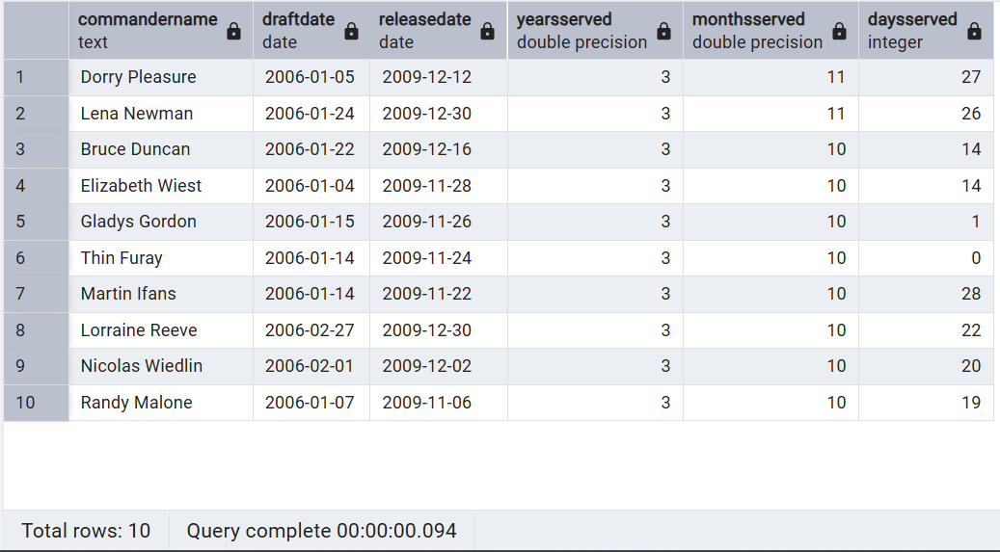 commandername draftdate releasedate yearsserved monthsserved daysserved
text date date double precision double precision integer
1 Dorry Pleasure 2006-01-05 2009-12-12 3 11 27
2 Lena Newman 2006-01-24 2009-12-30 3 11 26
3 Bruce Duncan 2006-01-22 2009-12-16 3 10 14
4 Elizabeth Wiest 2006-01-04 2009-11-28 3 10 14
5 Gladys Gordon 2006-01-15 2009-11-26 3 10 1
6 Thin Furay 2006-01-14 2009-11-24 3 10 0
7 Martin Ifans 2006-01-14 2009-11-22 3 10 28
8 Lorraine Reeve 2006-02-27 2009-12-30 3 10 22
9 Nicolas Wiedlin 2006-02-01 2009-12-02 3 10 20
10 Randy Malone 2006-01-07 2009-11-06 3 10 19
Total rows: 10 Query complete 00:00:00.094